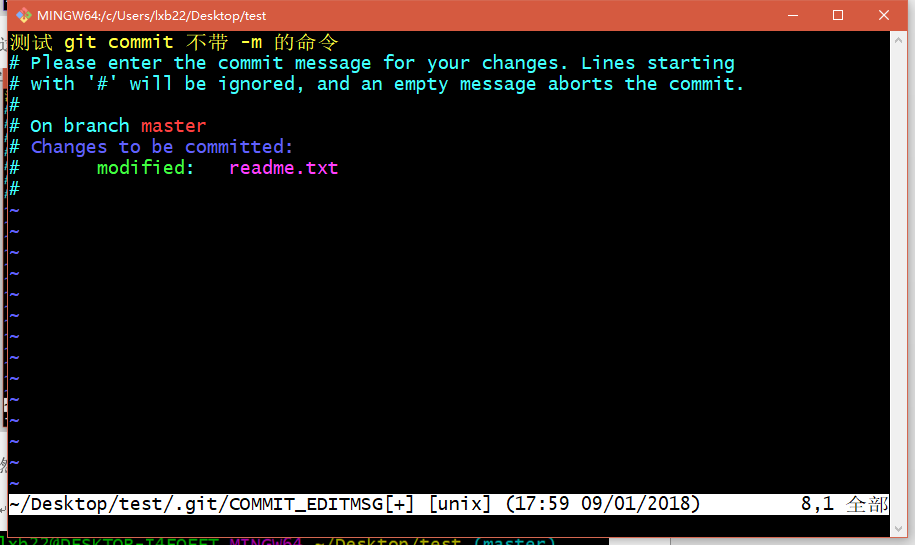 MINGW64:/c/Users/lxb22/Desktop/test
测试 git commit 不带 -m 的命令
# Please enter the commit message for your changes. Lines starting
# with '#' will be ignored, and an empty message aborts the commit.
#
# On branch master
# Changes to be committed:
#       modified:   readme.txt
#
~
~
~
~
~
~
~
~
~
~
~
~
~
~
~/Desktop/test/.git/COMMIT_EDITMSG[+] [unix] (17:59 09/01/2018) 8,1 全部
MINGW64 ~/Desktop/test (master)